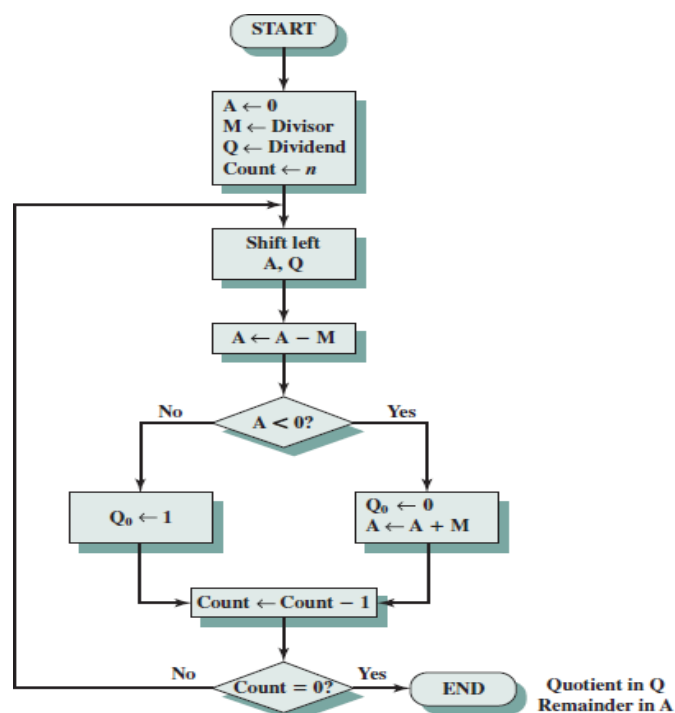 START
A ← 0
M ← Divisor
Q ← Dividend
Count ← n
Shift left
A, Q
A ← A − M
No
A < 0?
Yes
Q₀ ← 1
Q₀ ← 0
A ← A + M
Count ← Count − 1
No
Count = 0?
Yes
END
Quotient in Q
Remainder in A